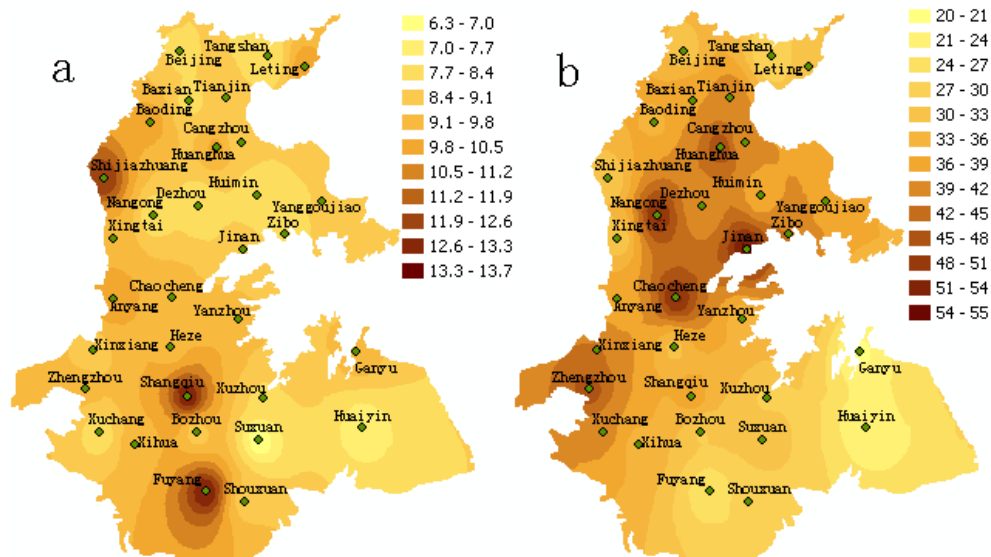 a
Tangshan
Beijing
Leting
Baxian
Tianjin
Baoding
Cangzhou
Huanghua
Shijiazhuang
Dezhou
Huimin
Nangong
Yanggoujiao
Xingtai
Zibo
Jinan
Chaocheng
Anyang
Yanzhou
Xinxiang
Heze
Ganyu
Zhengzhou
Shangqiu
Xuzhou
Xuchang
Bozhou
Suxuan
Huaiyin
Xihua
Fuyang
Shouxuan
6.3 - 7.0
7.0 - 7.7
7.7 - 8.4
8.4 - 9.1
9.1 - 9.8
9.8 - 10.5
10.5 - 11.2
11.2 - 11.9
11.9 - 12.6
12.6 - 13.3
13.3 - 13.7
b
Tangshan
Beijing
Leting
Baxian
Tianjin
Baoding
Cangzhou
Huanghua
Shijiazhuang
Dezhou
Huimin
Nangong
Yanggoujiao
Xingtai
Zibo
Jinan
Chaocheng
Anyang
Yanzhou
Xinxiang
Heze
Ganyu
Zhengzhou
Shangqiu
Xuzhou
Xuchang
Bozhou
Suxuan
Huaiyin
Xihua
Fuyang
Shouxuan
20 - 21
21 - 24
24 - 27
27 - 30
30 - 33
33 - 36
36 - 39
39 - 42
42 - 45
45 - 48
48 - 51
51 - 54
54 - 55